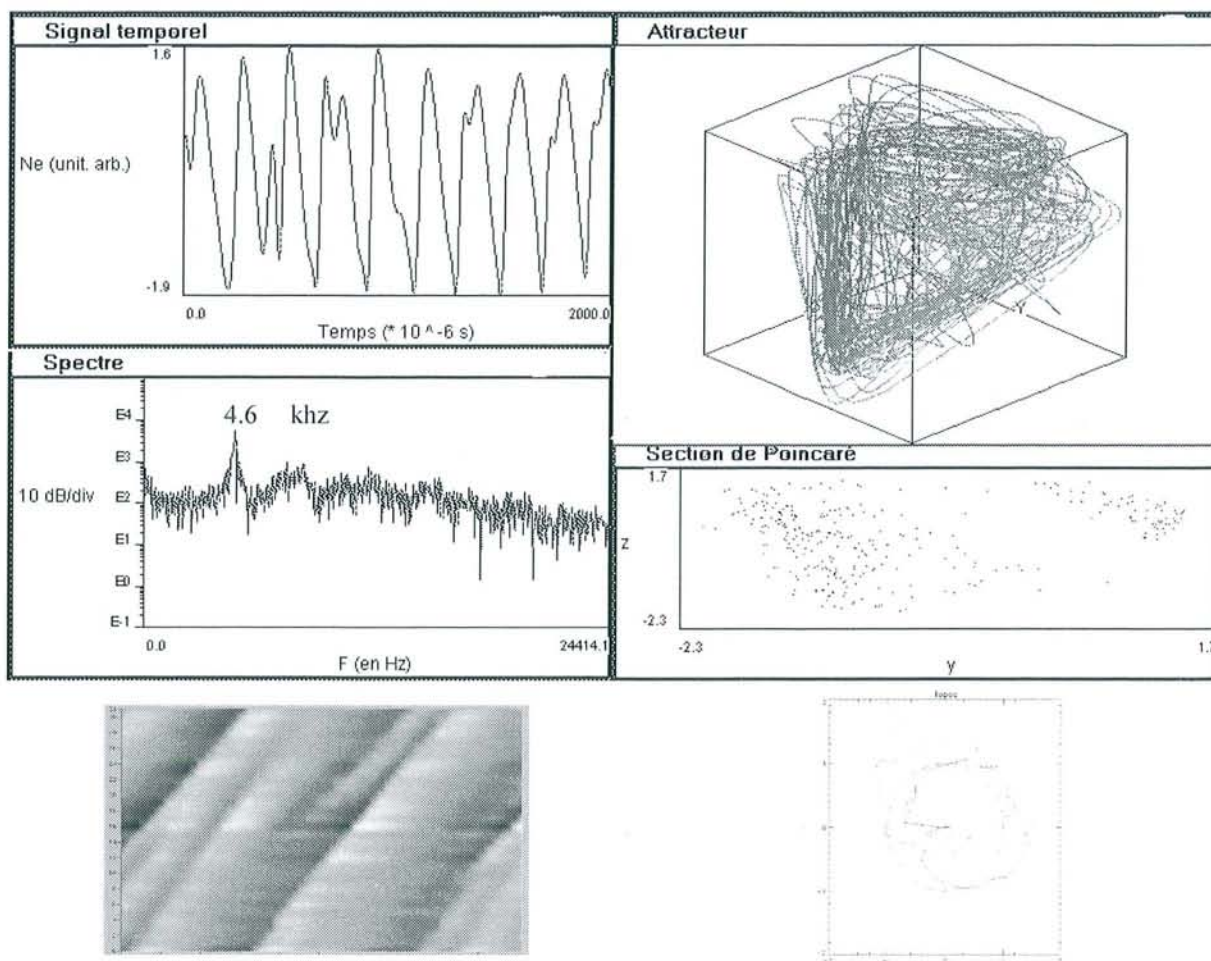 Signal temporel
1.6
Ne (unit. arb.)
-1.9
0.0
2000.0
Temps (* 10 ^ -6 s)
Attracteur
Y
Spectre
4.6 khz
E4
E3
10 dB/div
E2
E1
E0
E-1
0.0
24414.1
F (en Hz)
Section de Poincaré
1.7
z
-2.3
-2.3
1.7
y